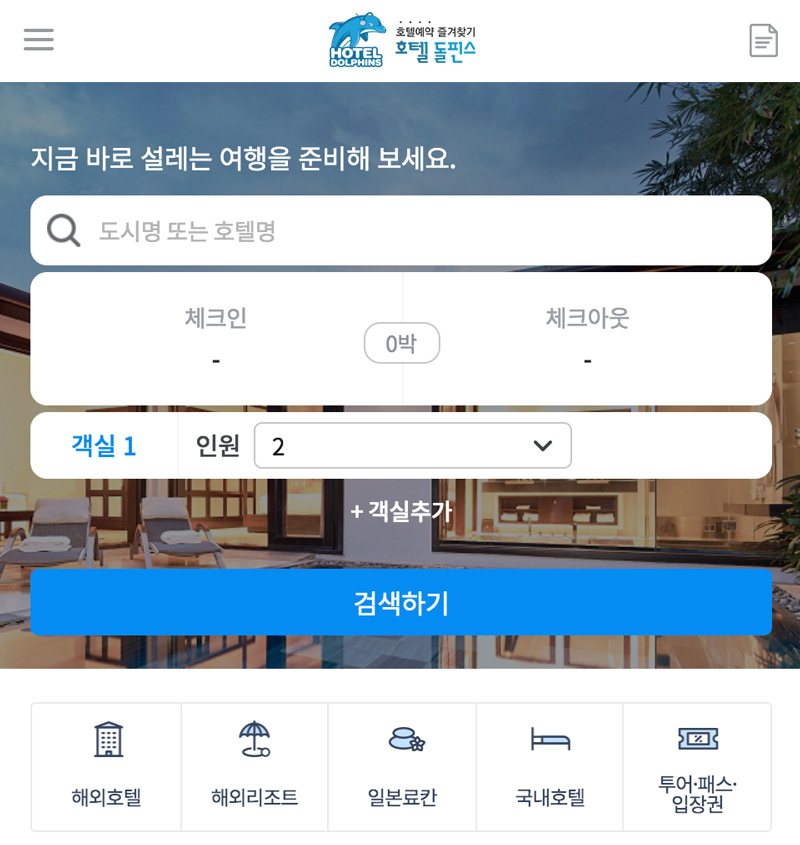 HOTEL
DOLPHINS
호텔예약 즐겨찾기
호텔 돌핀스
지금 바로 설레는 여행을 준비해 보세요.
도시명 또는 호텔명
체크인
-
0박
체크아웃
-
객실 1
인원
2
+ 객실추가
검색하기
해외호텔
해외리조트
일본료칸
국내호텔
투어·패스·
입장권